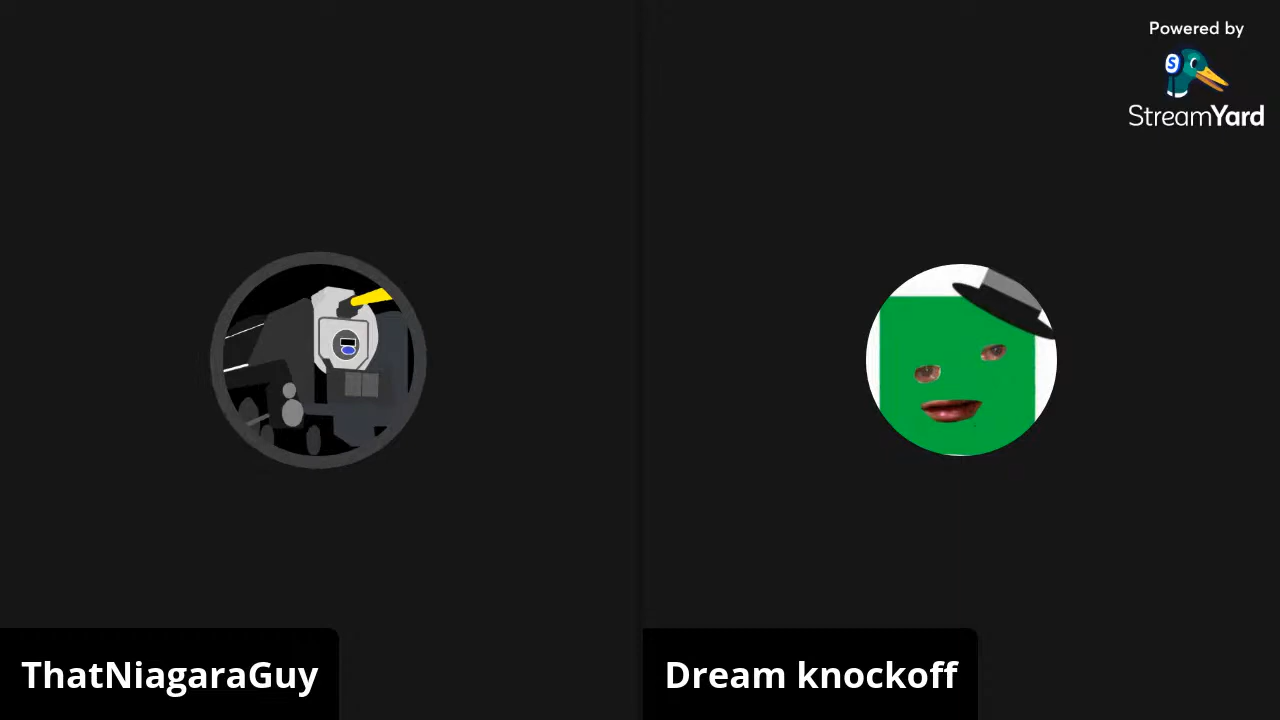 Powered by
S
StreamYard
ThatNiagaraGuy
Dream knockoff